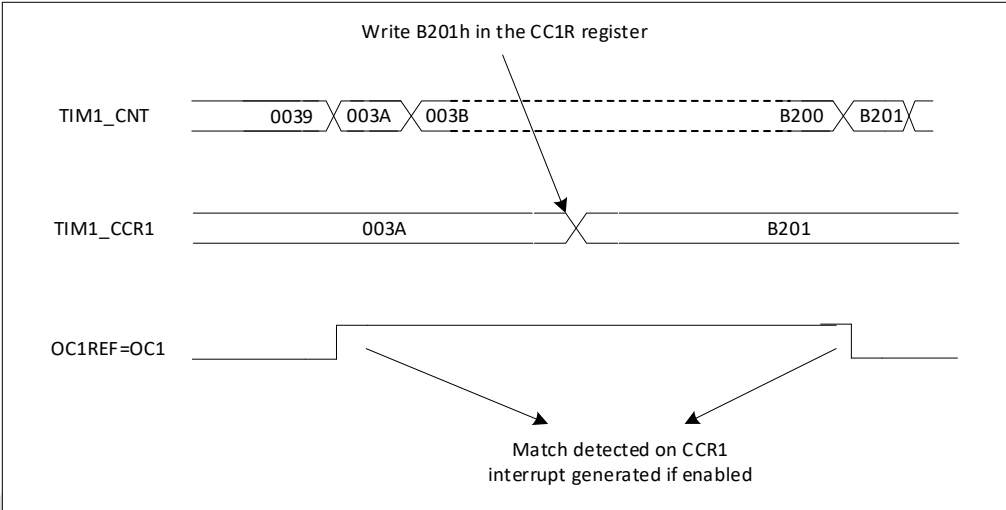 Write B201h in the CC1R register
TIM1_CNT 0039 003A 003B B200 B201
TIM1_CCR1 003A B201
OC1REF=OC1
Match detected on CCR1
interrupt generated if enabled